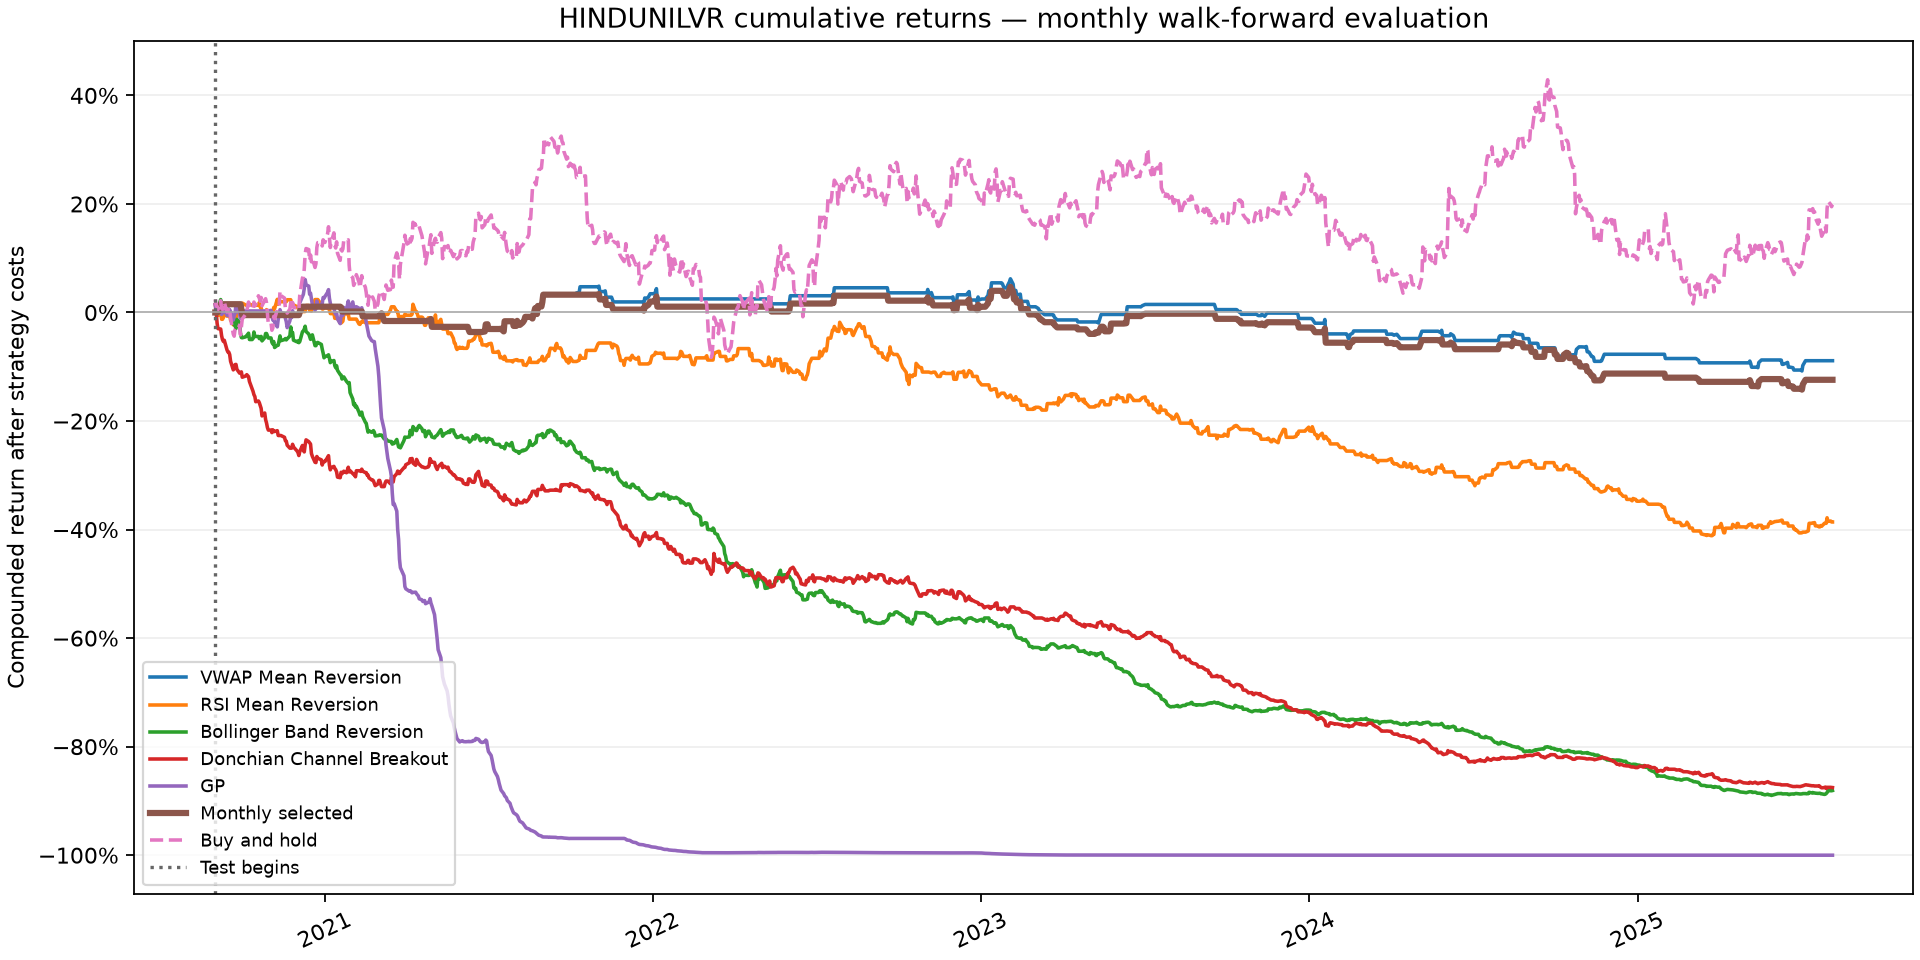 HINDUNILVR cumulative returns — monthly walk-forward evaluation
Compounded return after strategy costs
40%
20%
0%
−20%
−40%
−60%
−80%
−100%
VWAP Mean Reversion
RSI Mean Reversion
Bollinger Band Reversion
Donchian Channel Breakout
GP
Monthly selected
Buy and hold
Test begins
2021
2022
2023
2024
2025